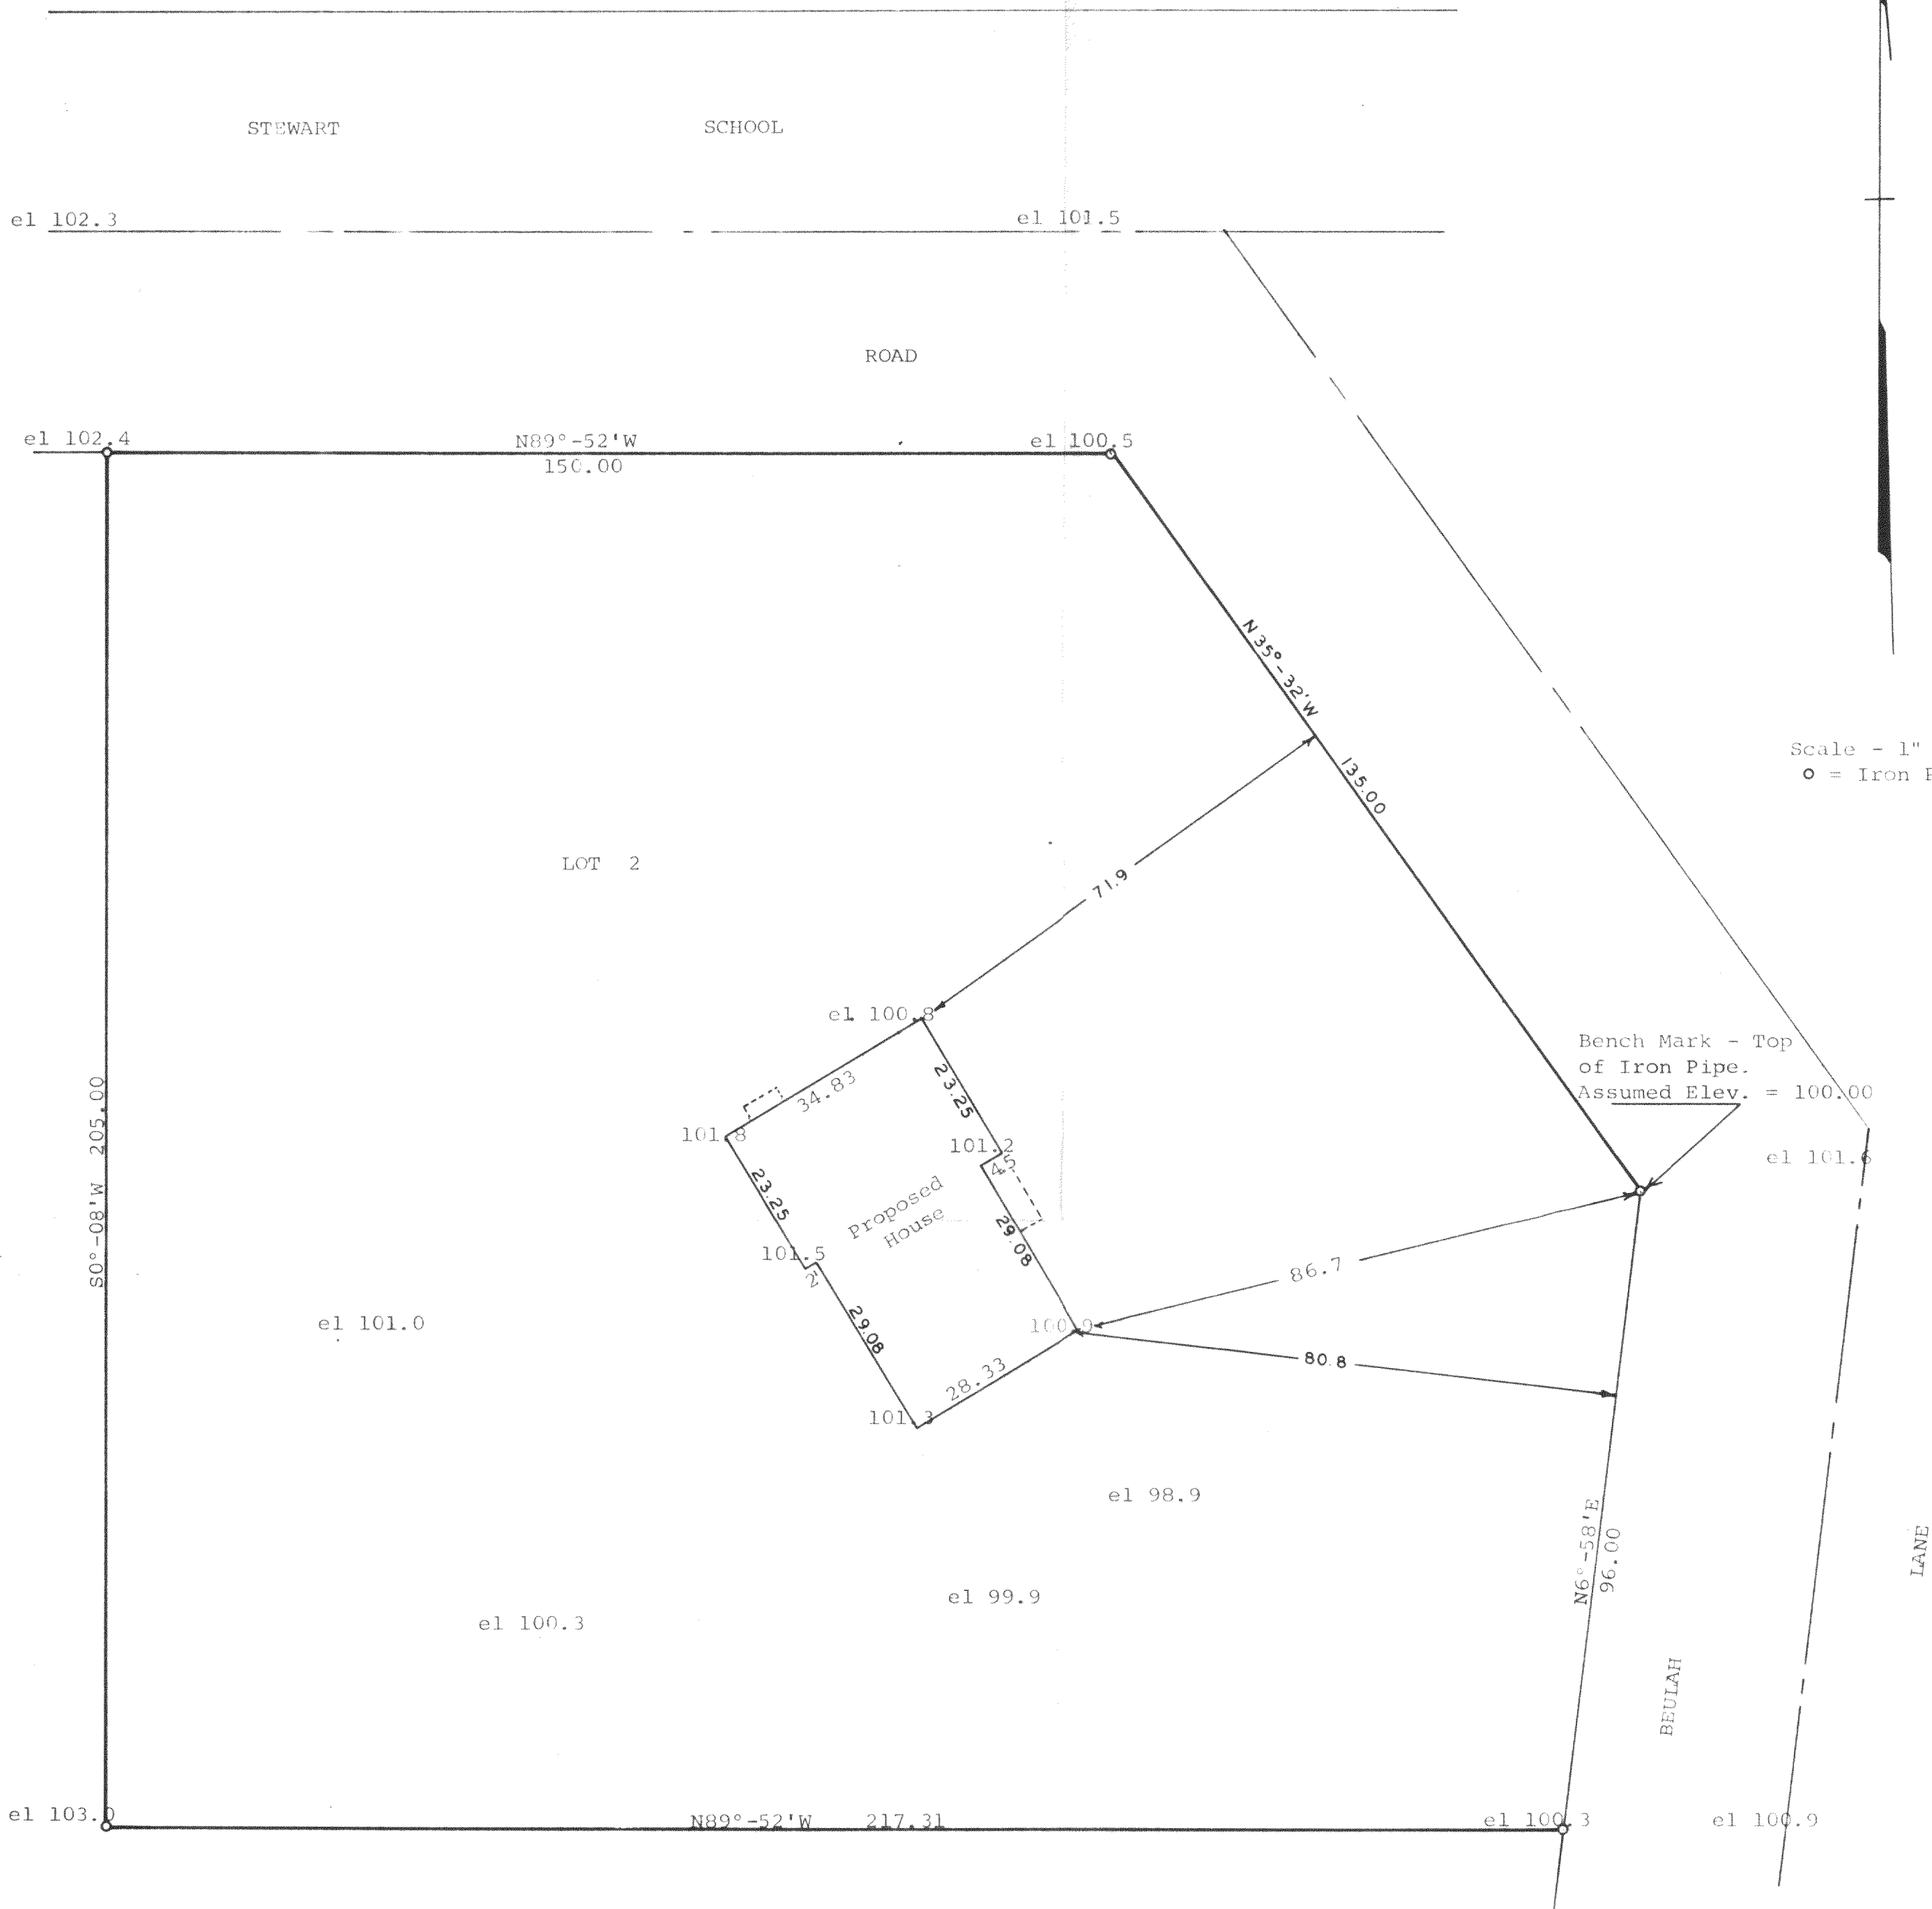 STEWART SCHOOL
el 102.3
el 101.5
ROAD
el 102.4
N89°-52'W
150.00
el 100.5
N35°-32'W
135.00
Scale - 1"
o = Iron
71.9
LOT 2
el 100.8
34.83
23.25
Bench Mark - Top
of Iron Pipe.
Assumed Elev. = 100.00
el 101.6
101.8
101.2
45
23.25
Proposed
House
29.08
101.5
2'
S0°-08'W 205.00
86.7
el 101.0
29.08
100.9
80.8
28.33
101.3
el 98.9
N6°-58'E
96.00
LANE
el 99.9
el 100.3
BEULAH
el 103.0
N89°-52'W 217.31
el 100.3
el 100.9